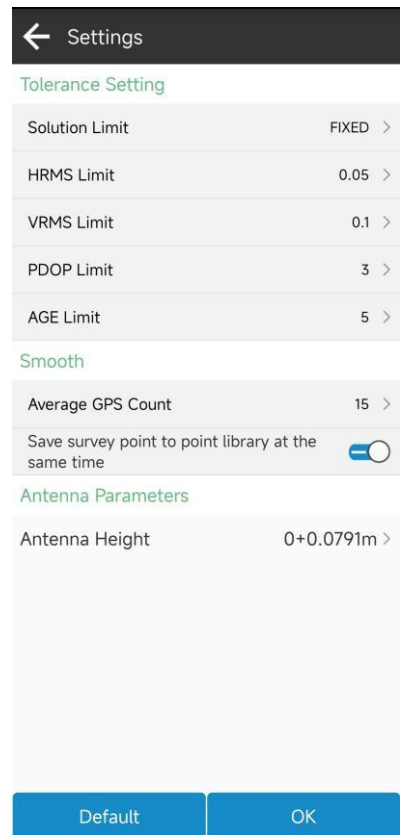 Settings
Tolerance Setting
Solution Limit FIXED
HRMS Limit 0.05
VRMS Limit 0.1
PDOP Limit 3
AGE Limit 5
Smooth
Average GPS Count 15
Save survey point to point library at the
same time
Antenna Parameters
Antenna Height 0+0.0791m
Default OK